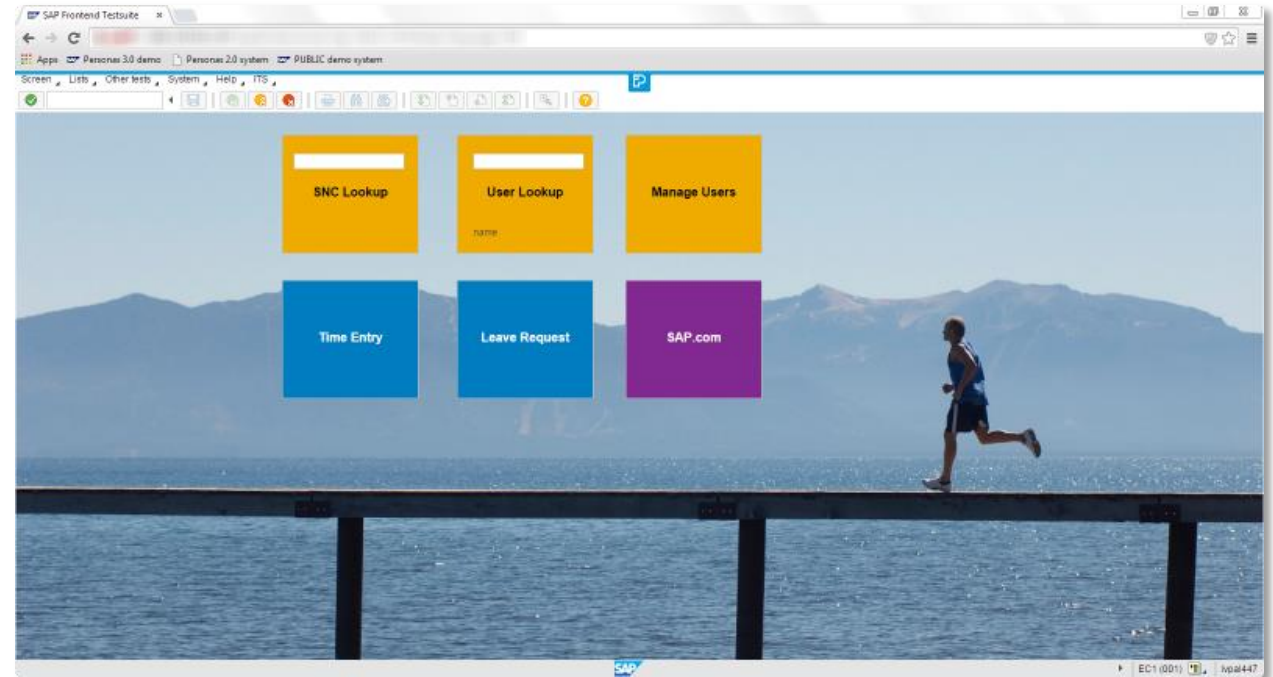 SAP Frontend Testsuite
Apps Personas 3.0 demo Personas 2.0 system PUBLIC demo system
Screen Lists Other tests System Help ITS
SNC Lookup User Lookup Manage Users
name
Time Entry Leave Request SAP.com
SAP EC1 (001) ivpal447